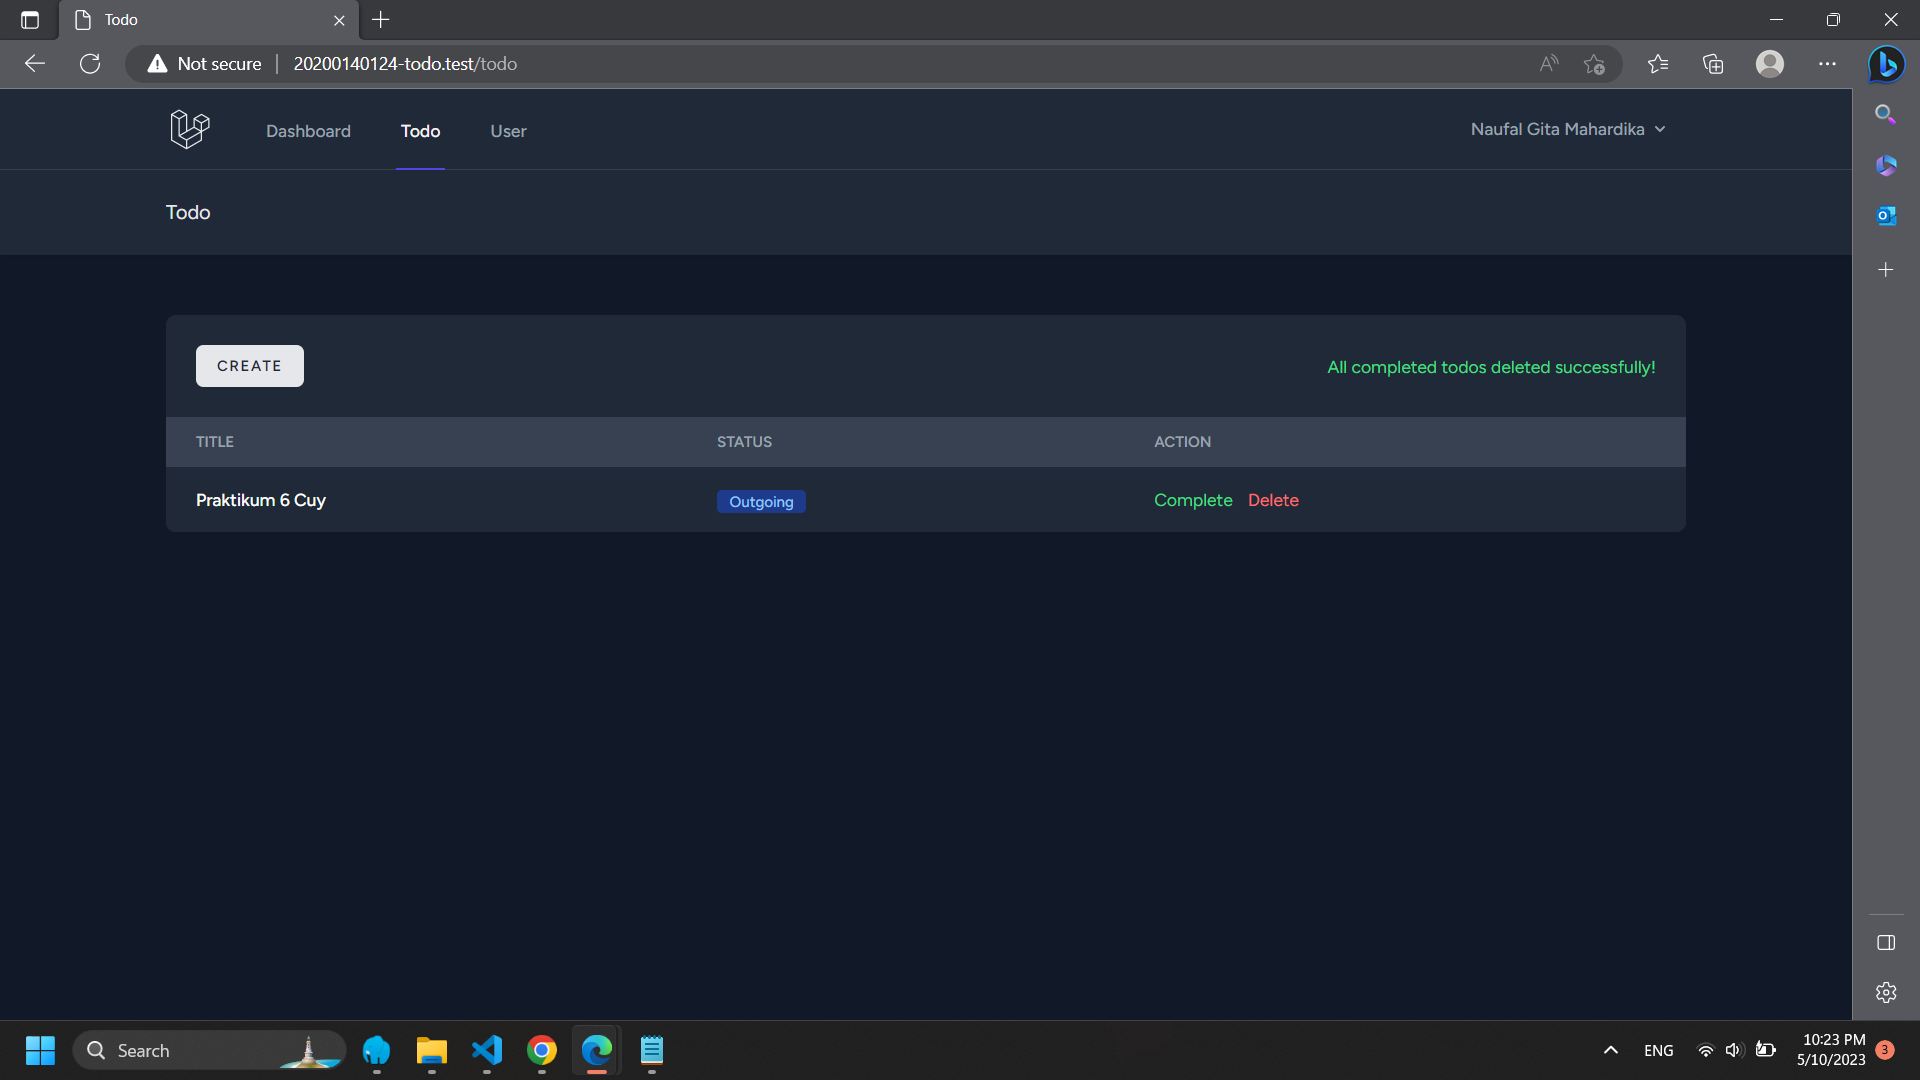 Todo
Not secure | 20200140124-todo.test/todo
Dashboard Todo User Naufal Gita Mahardika
Todo
CREATE All completed todos deleted successfully!
TITLE STATUS ACTION
Praktikum 6 Cuy Outgoing Complete Delete
Search ENG 10:23 PM
5/10/2023 3